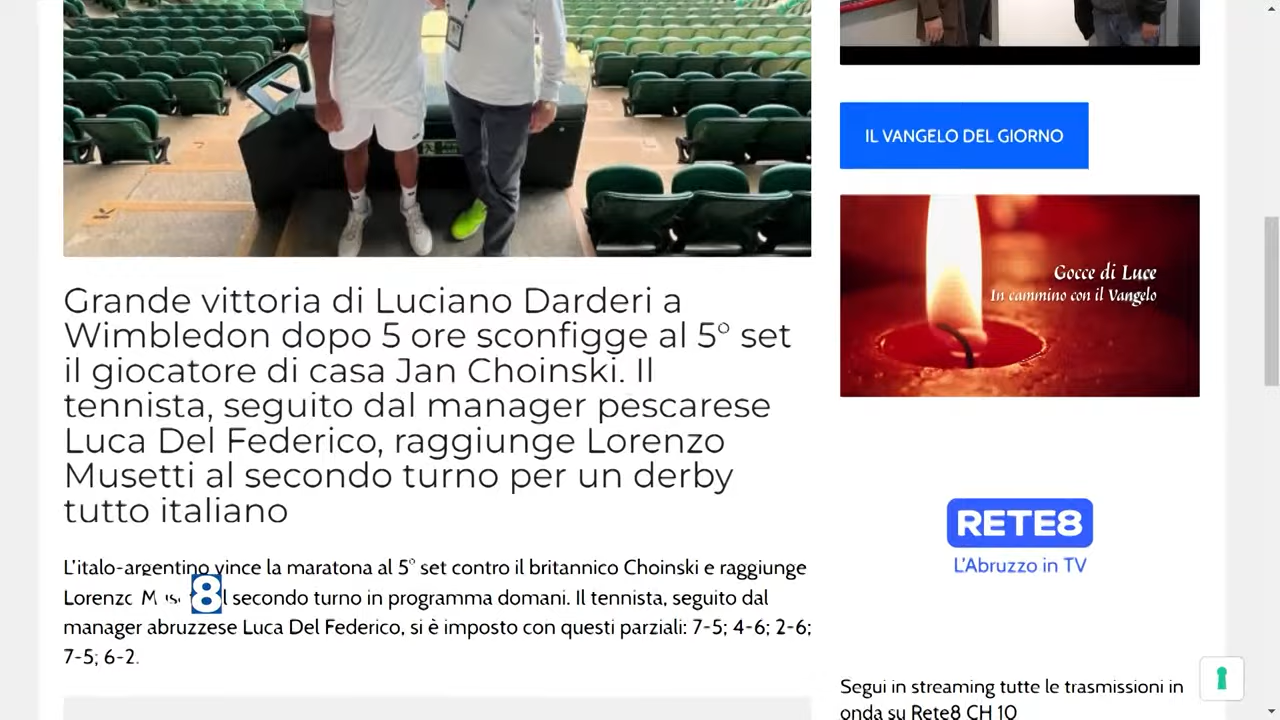 IL VANGELO DEL GIORNO
Gocce di Luce
In cammino con il Vangelo
Grande vittoria di Luciano Darderi a
Wimbledon dopo 5 ore sconfigge al 5° set
il giocatore di casa Jan Choinski. Il
tennista, seguito dal manager pescarese
Luca Del Federico, raggiunge Lorenzo
Musetti al secondo turno per un derby
tutto italiano
L'italo-argentino vince la maratona al 5° set contro il britannico Choinski e raggiunge
Lorenzo 8 l secondo turno in programma domani. Il tennista, seguito dal
manager abruzzese Luca Del Federico, si è imposto con questi parziali: 7-5; 4-6; 2-6;
7-5; 6-2.
RETE8
L'Abruzzo in TV
Segui in streaming tutte le trasmissioni in
onda su Rete8 CH 10